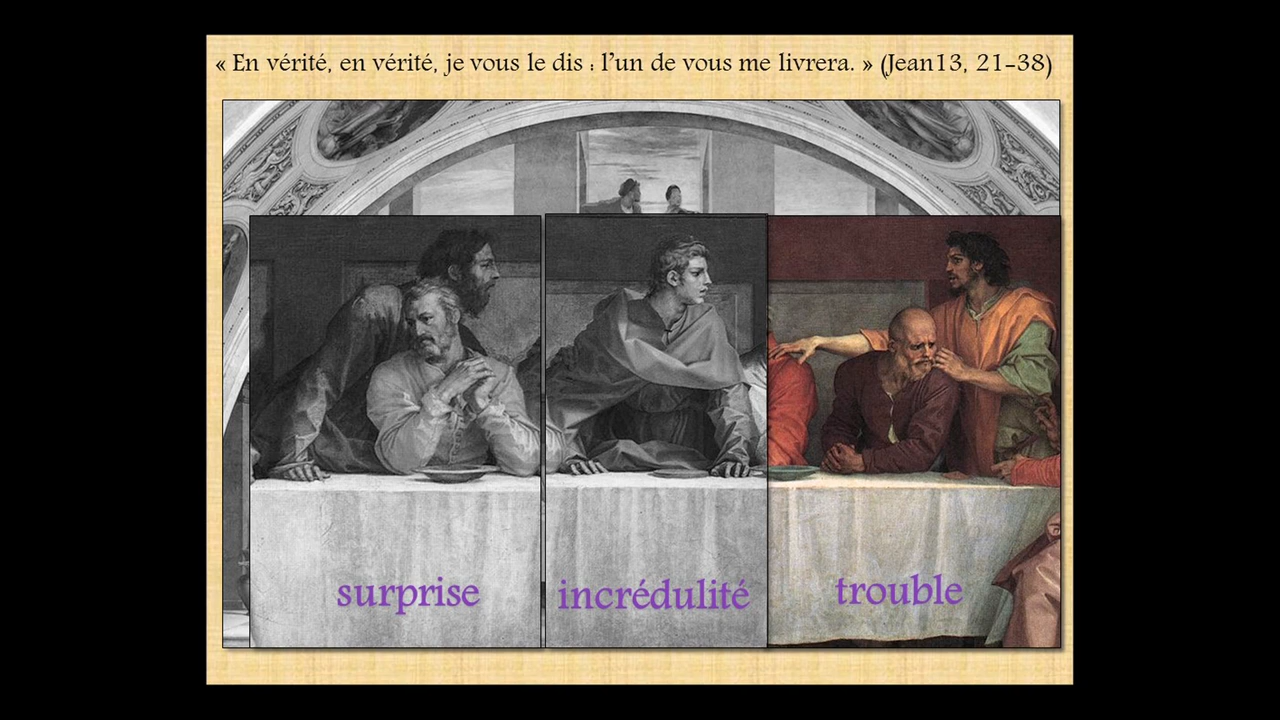 « En vérité, en vérité, je vous le dis : l’un de vous me livrera. » (Jean13, 21-38)
surprise
incrédulité
trouble